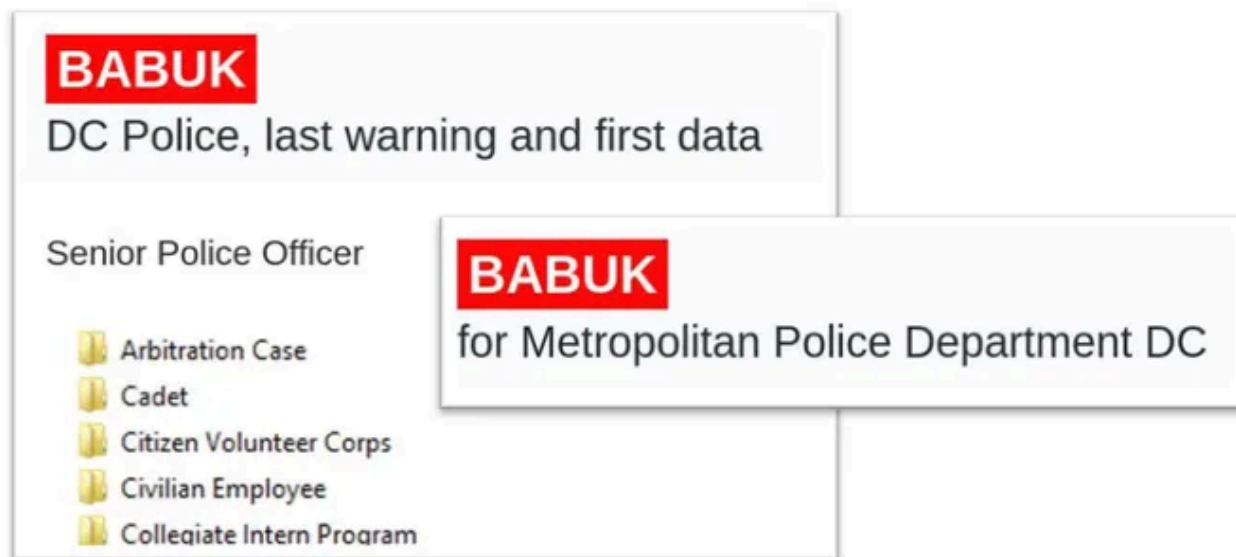 BABUK
DC Police, last warning and first data
Senior Police Officer
Arbitration Case
Cadet
Citizen Volunteer Corps
Civilian Employee
Collegiate Intern Program
BABUK
for Metropolitan Police Department DC